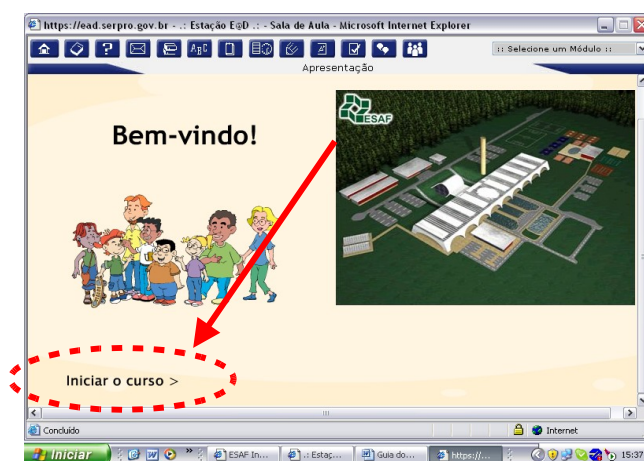 https://ead.serpro.gov.br - .: Estação E@D .: - Sala de Aula - Microsoft Internet Explorer
ABC
:: Selecione um Módulo ::
Apresentação
Bem-vindo!
ESAF
Iniciar o curso >
Concluído
Internet
Iniciar
ESAF In...
.: Estaç...
Guia do...
https://...
15:37